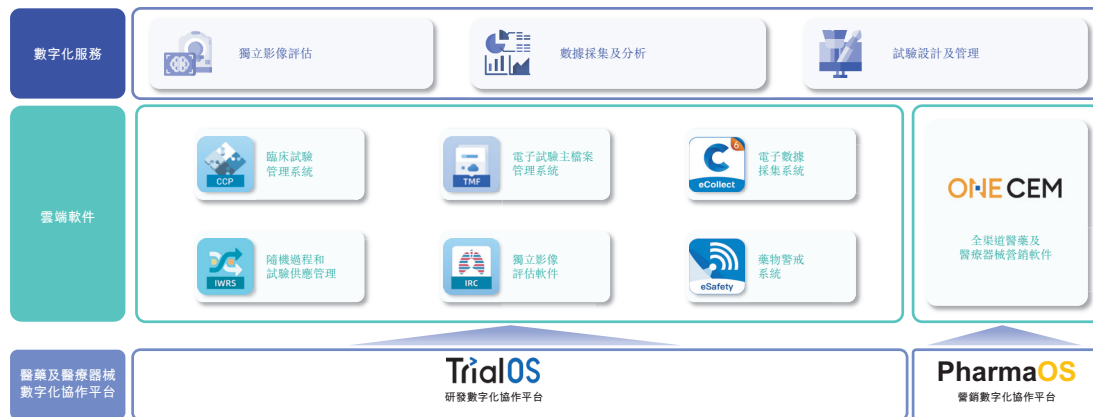 數字化服務
獨立影像評估
數據採集及分析
試驗設計及管理
雲端軟件
CCP
臨床試驗
管理系統
TMF
電子試驗主檔案
管理系統
6
eCollect
電子數據
採集系統
IWRS
隨機過程和
試驗供應管理
IRC
獨立影像
評估軟件
eSafety
藥物警戒
系統
ONE CEM
全渠道醫藥及
醫療器械營銷軟件
醫藥及醫療器械
數字化協作平台
TrialOS
研發數字化協作平台
PharmaOS
營銷數字化協作平台